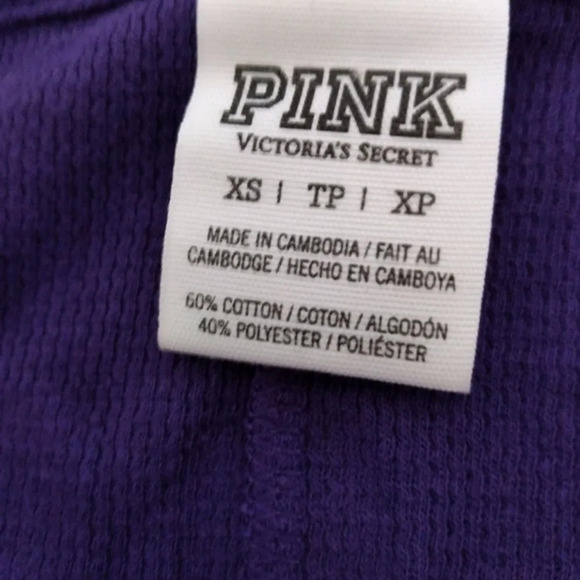 PINK
VICTORIA'S SECRET
XS | TP | XP
MADE IN CAMBODIA / FAIT AU
CAMBODGE / HECHO EN CAMBOYA
60% COTTON / COTON / ALGODÓN
40% POLYESTER / POLIÉSTER